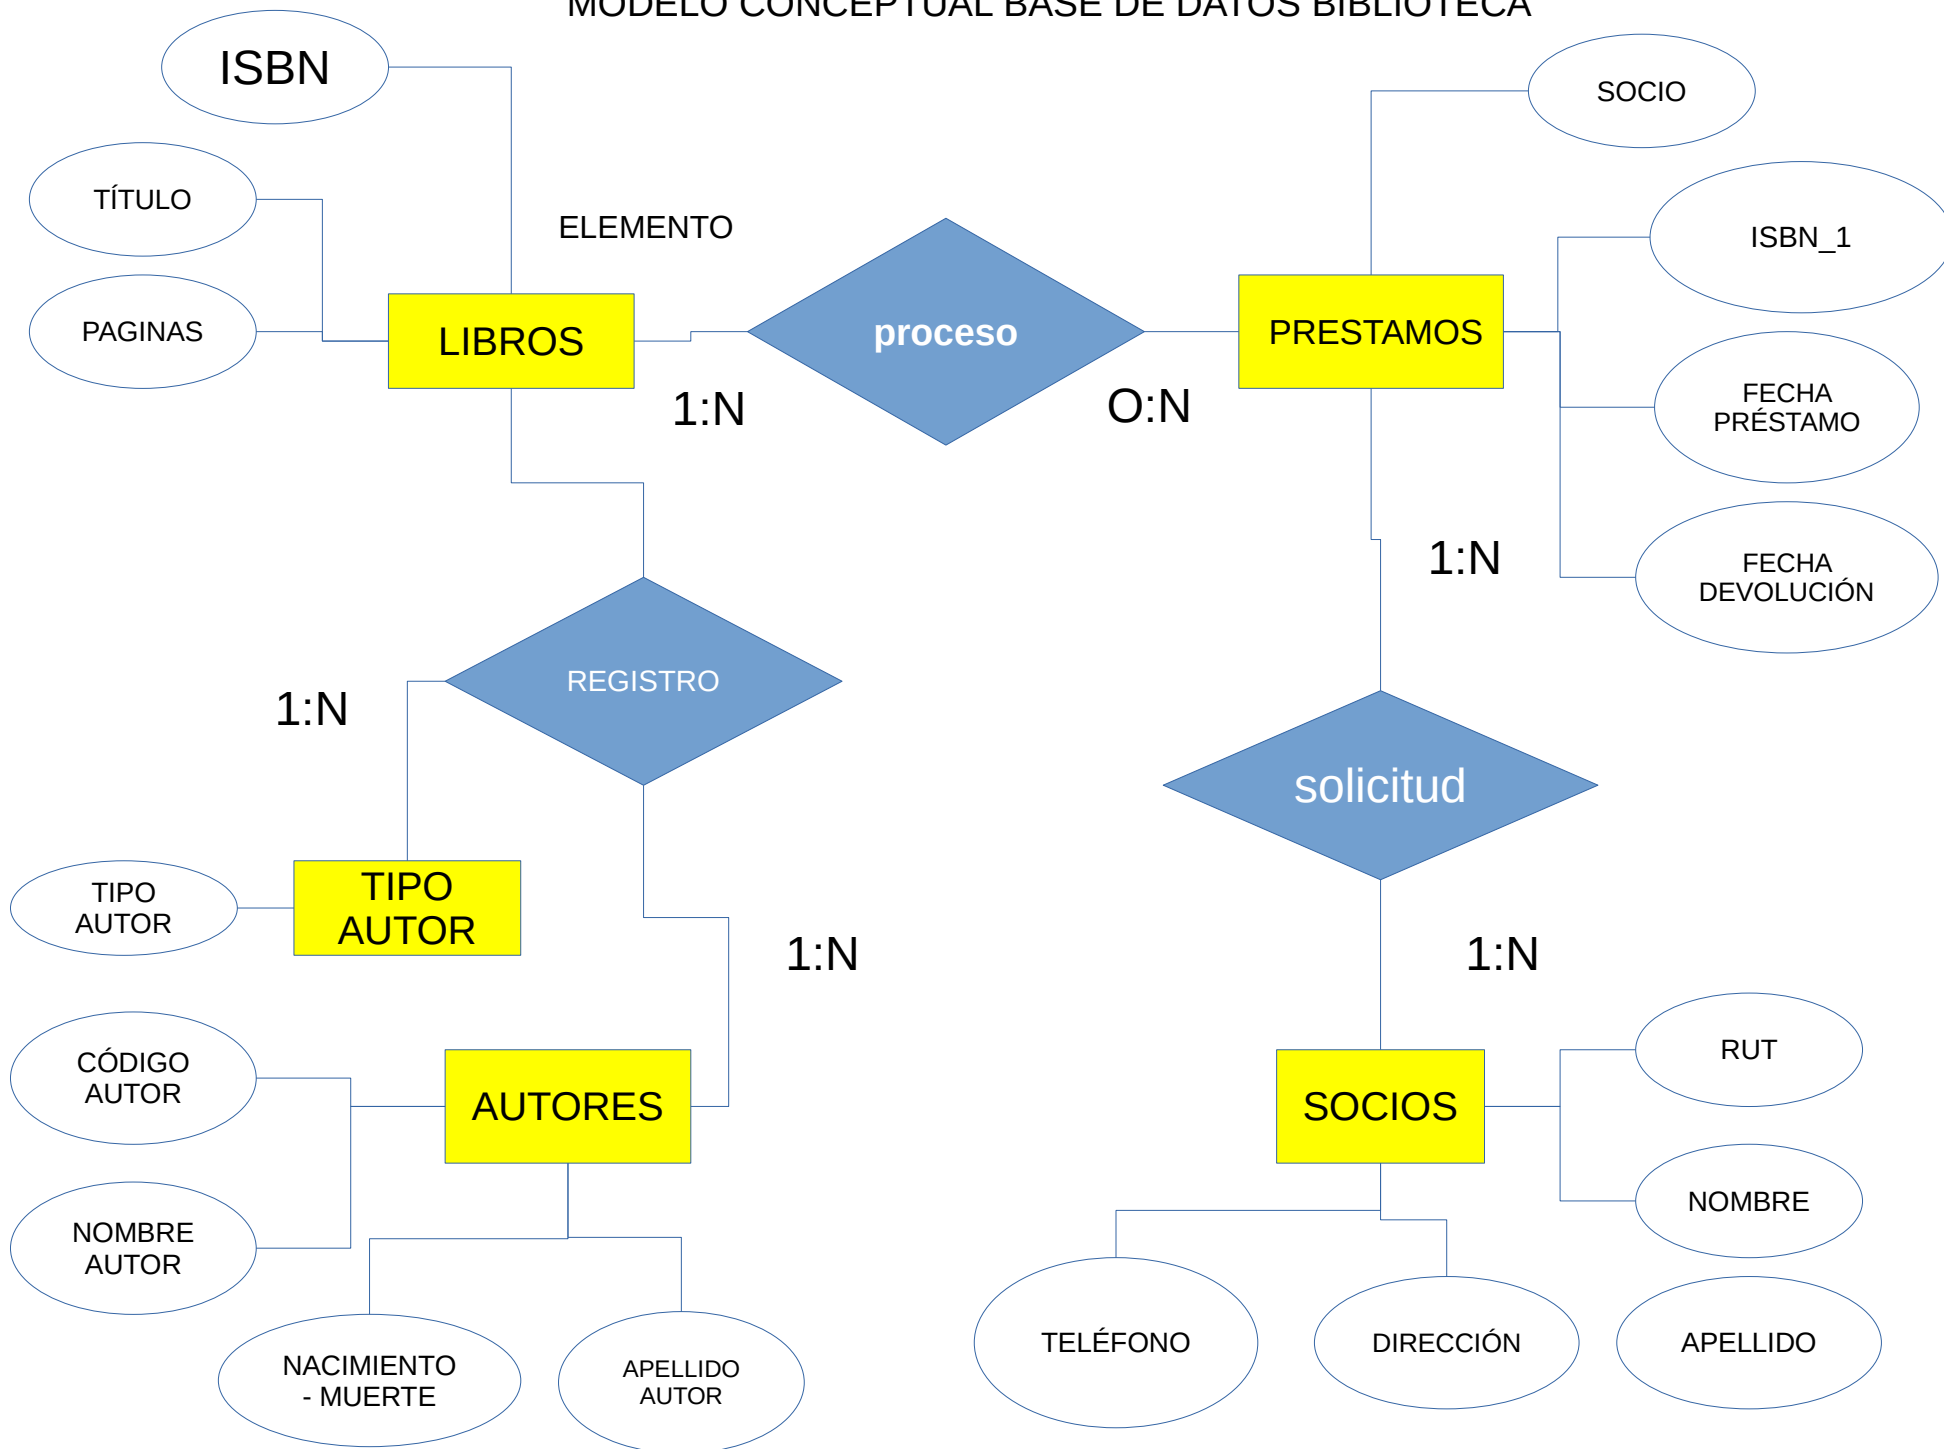 MODELO CONCEPTUAL BASE DE DATOS BIBLIOTECA
ISBN
SOCIO
TÍTULO
ELEMENTO
ISBN_1
PAGINAS
LIBROS
proceso
PRESTAMOS
1:N
O:N
FECHA
PRÉSTAMO
1:N
FECHA
DEVOLUCIÓN
REGISTRO
1:N
solicitud
TIPO
AUTOR
TIPO
AUTOR
1:N
1:N
CÓDIGO
AUTOR
AUTORES
SOCIOS
RUT
NOMBRE
AUTOR
NOMBRE
NACIMIENTO
- MUERTE
APELLIDO
AUTOR
TELÉFONO
DIRECCIÓN
APELLIDO